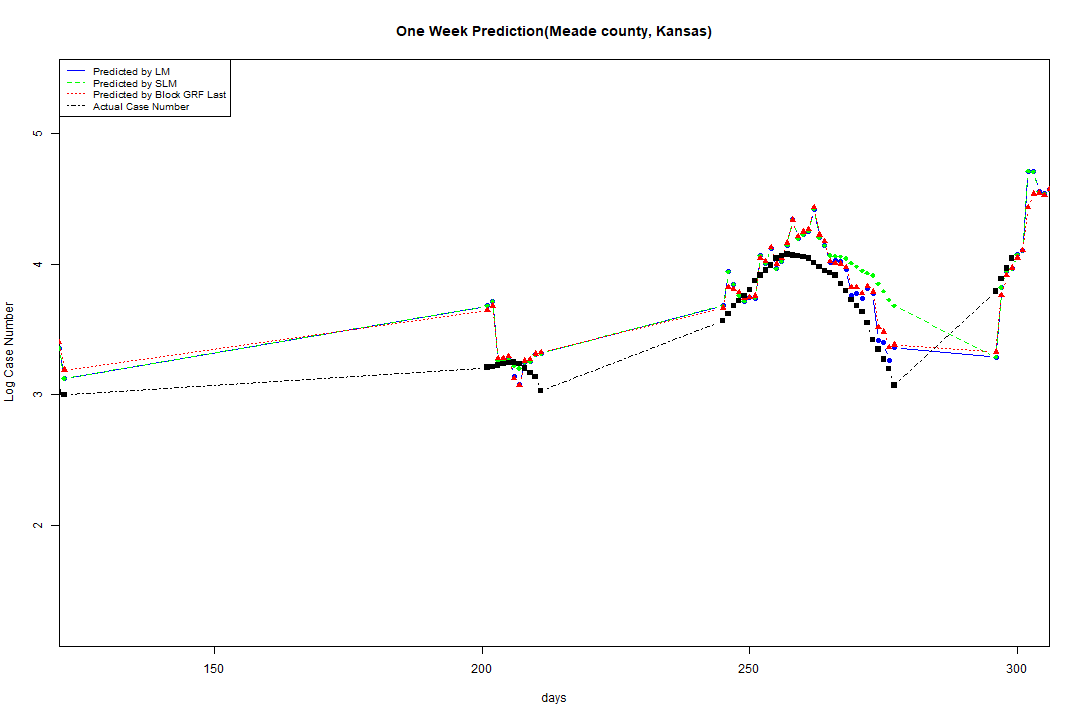 One Week Prediction(Meade county, Kansas)
Predicted by LM
Predicted by SLM
Predicted by Block GRF Last
Actual Case Number
Log Case Number
5
4
3
2
150
200
250
300
days